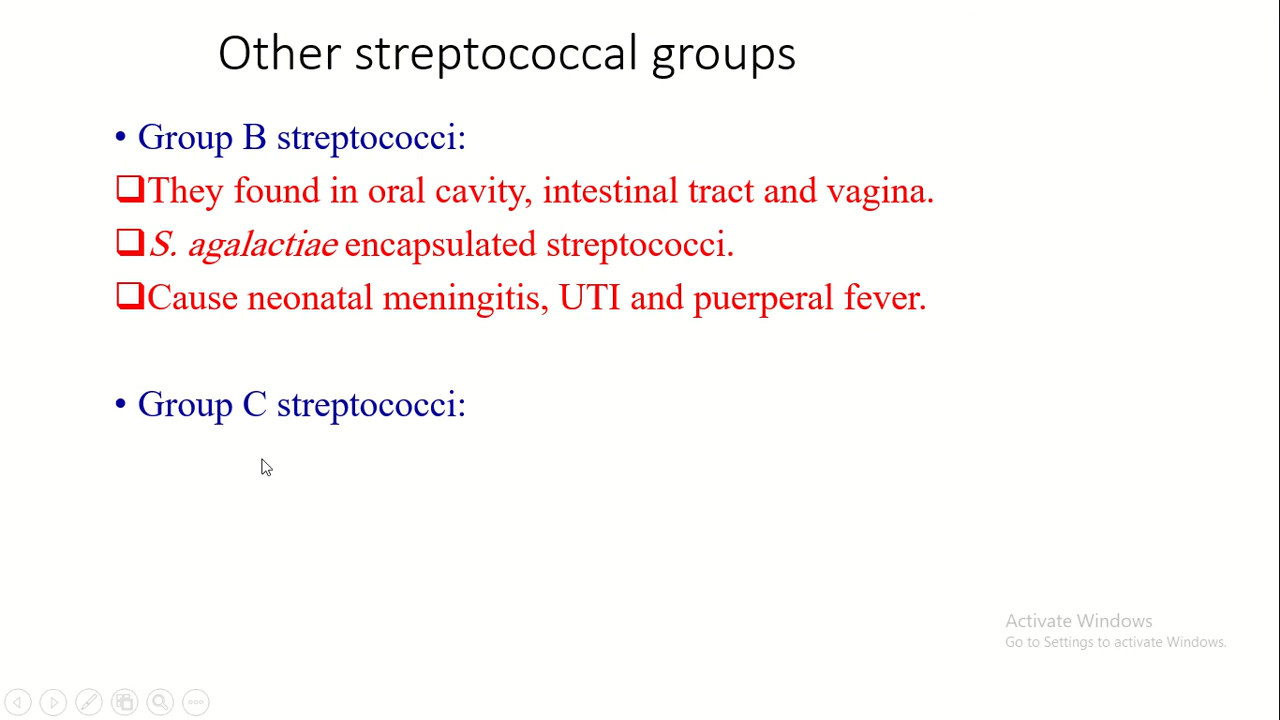 Other streptococcal groups
• Group B streptococci:
❑They found in oral cavity, intestinal tract and vagina.
❑S. agalactiae encapsulated streptococci.
❑Cause neonatal meningitis, UTI and puerperal fever.
• Group C streptococci:
Activate Windows
Go to Settings to activate Windows.